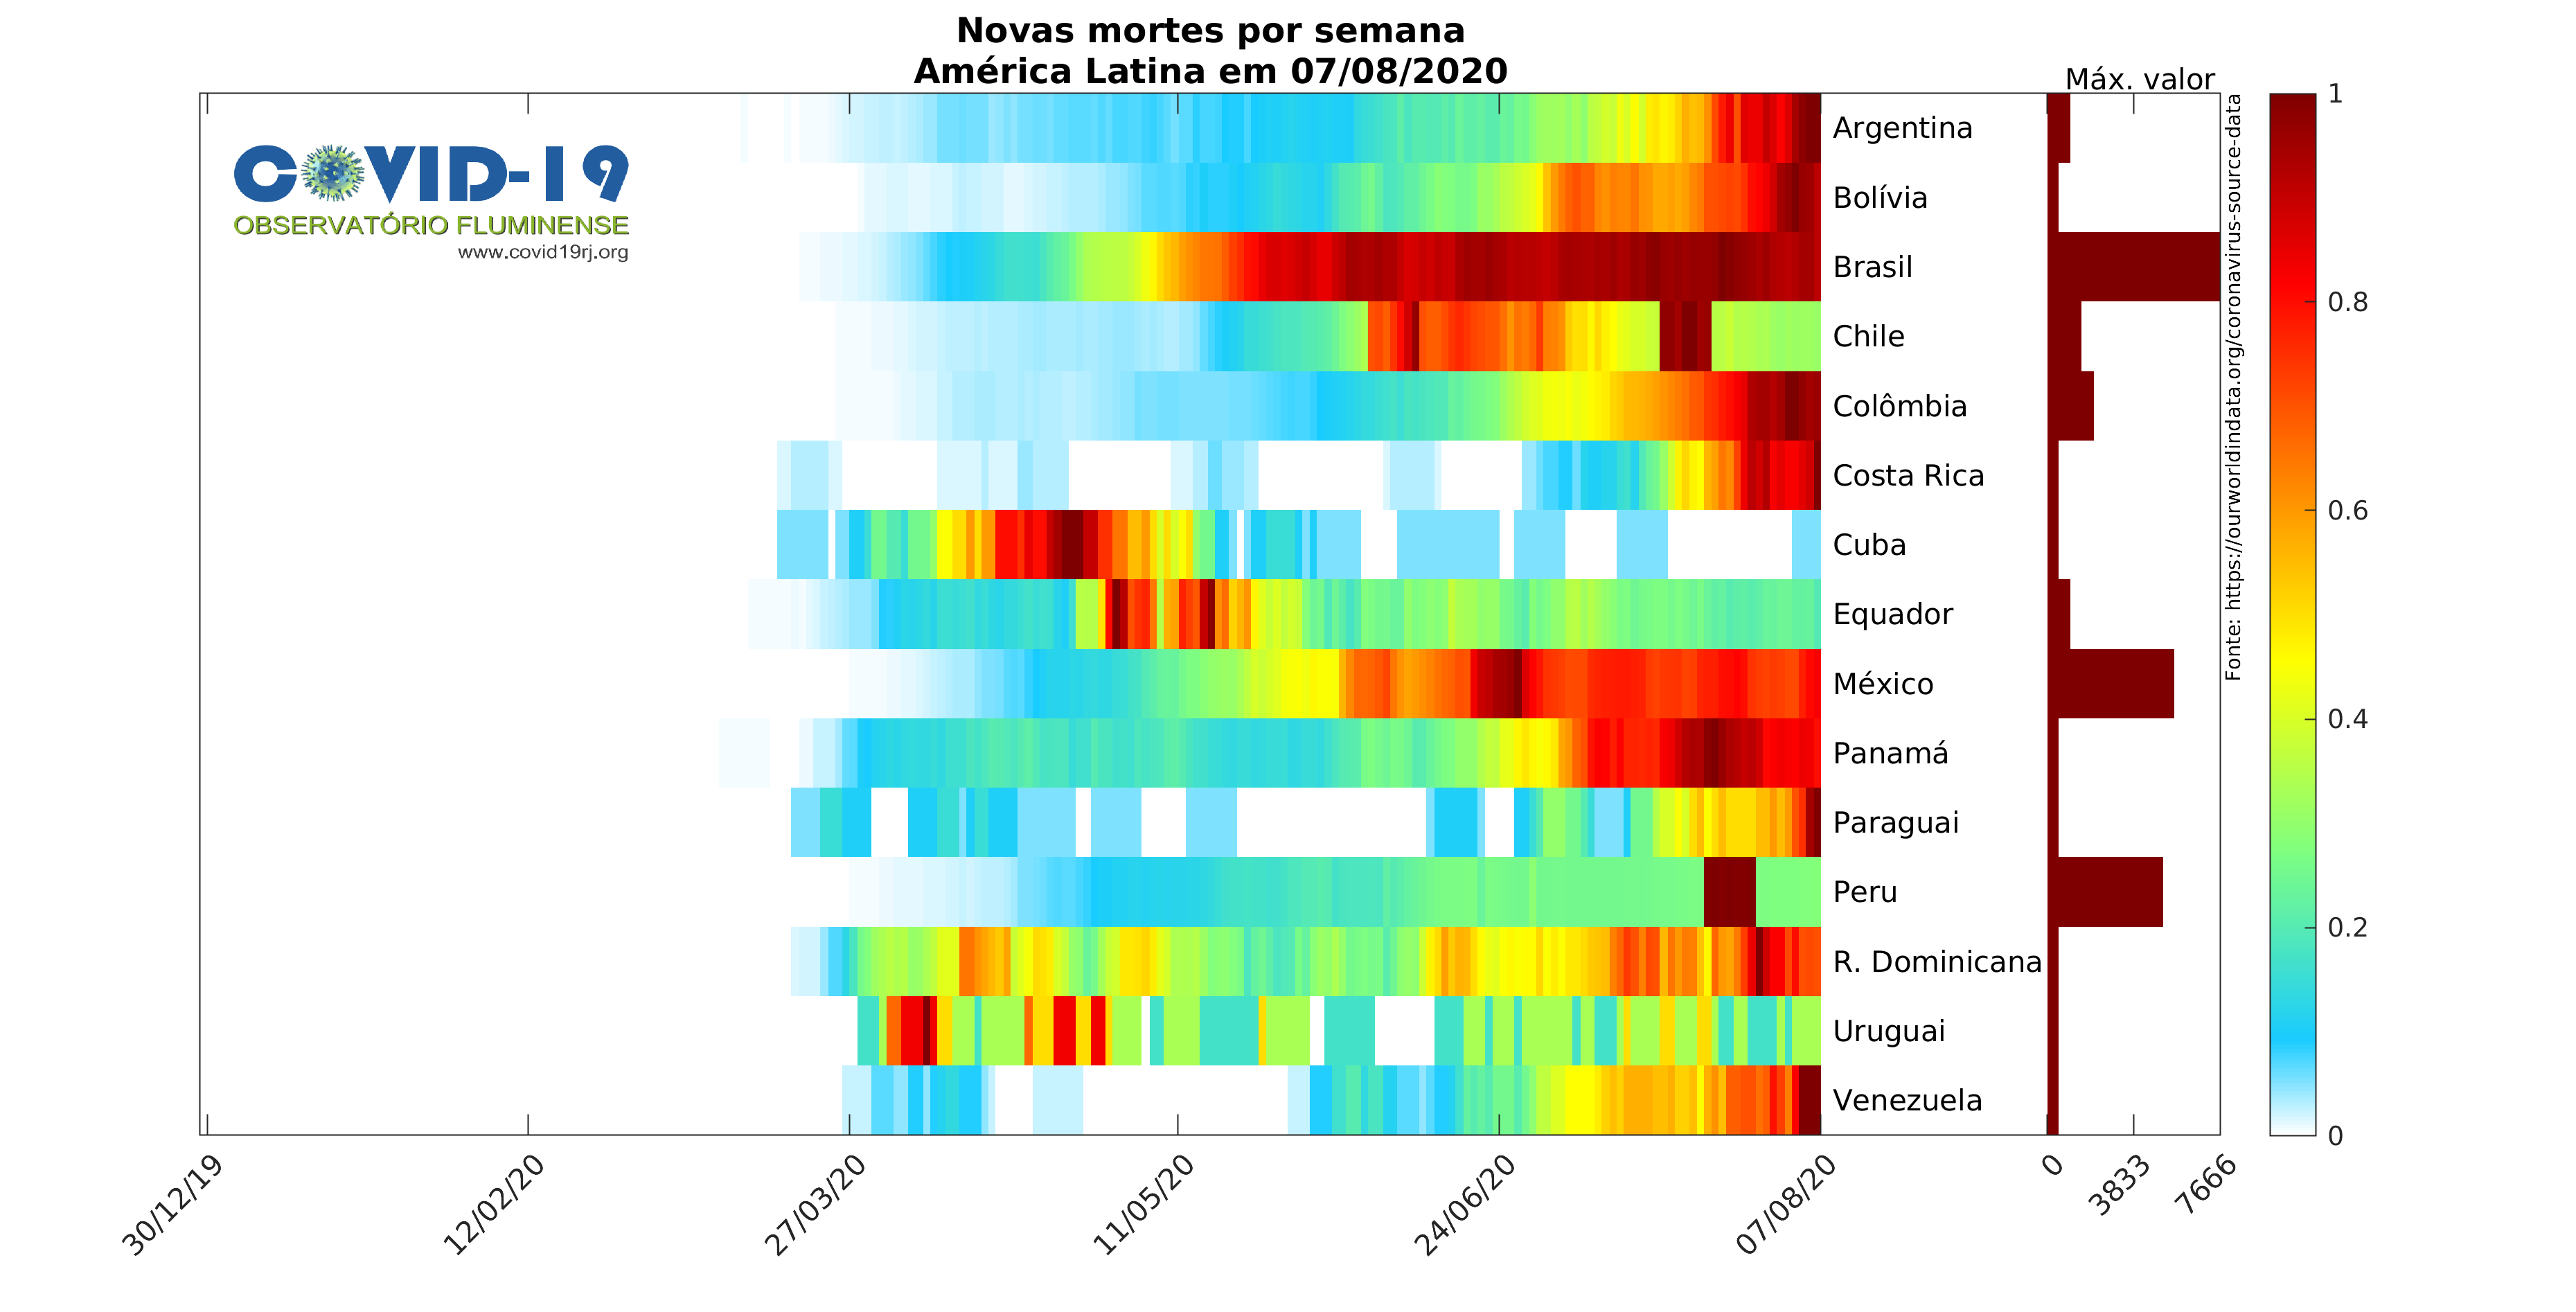 Novas mortes por semana
América Latina em 07/08/2020
Máx. valor
COVID-19
OBSERVATÓRIO FLUMINENSE
www.covid19rj.org
Argentina
Bolívia
Brasil
Chile
Colômbia
Costa Rica
Cuba
Equador
México
Panamá
Paraguai
Peru
R. Dominicana
Uruguai
Venezuela
30/12/19
12/02/20
27/03/20
11/05/20
24/06/20
07/08/20
0
3833
7666
Fonte: https://ourworldindata.org/coronavirus-source-data
1
0.8
0.6
0.4
0.2
0